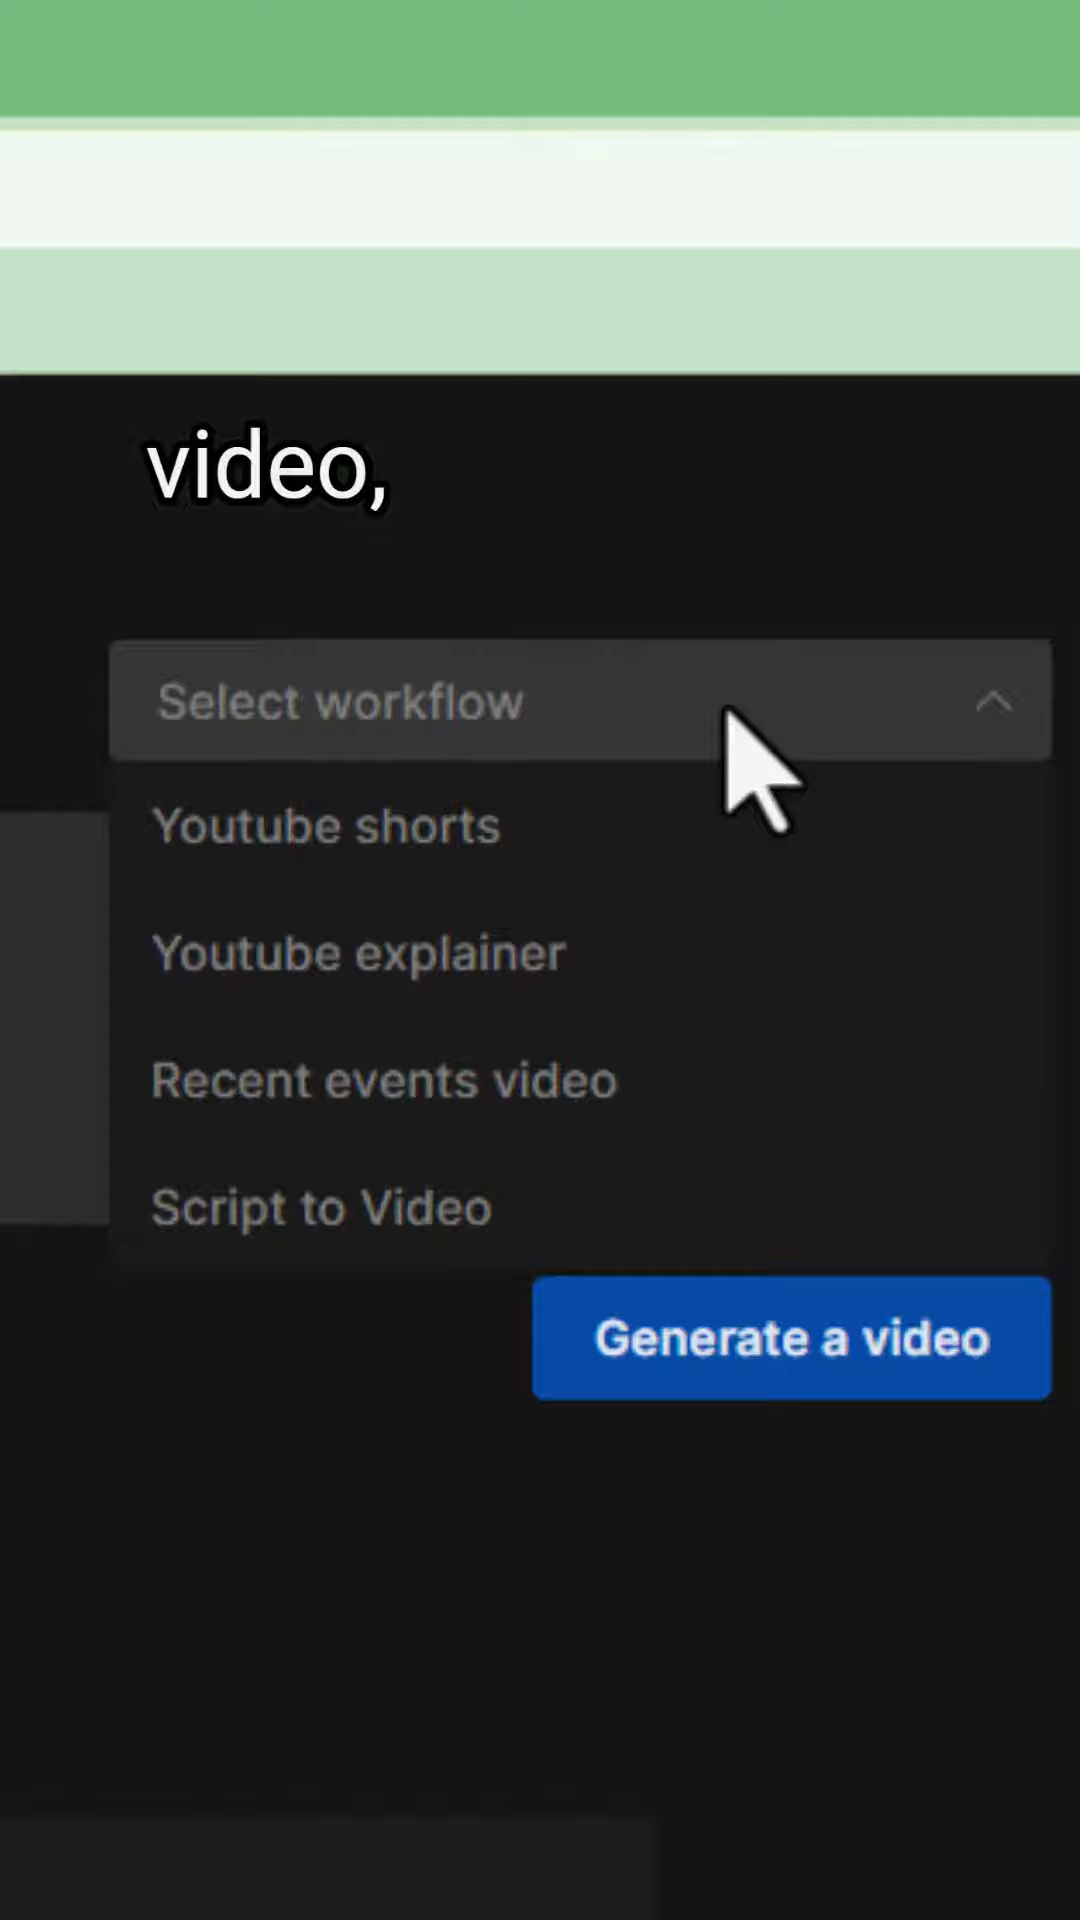 video,
Select workflow
Youtube shorts
Youtube explainer
Recent events video
Script to Video
Generate a video